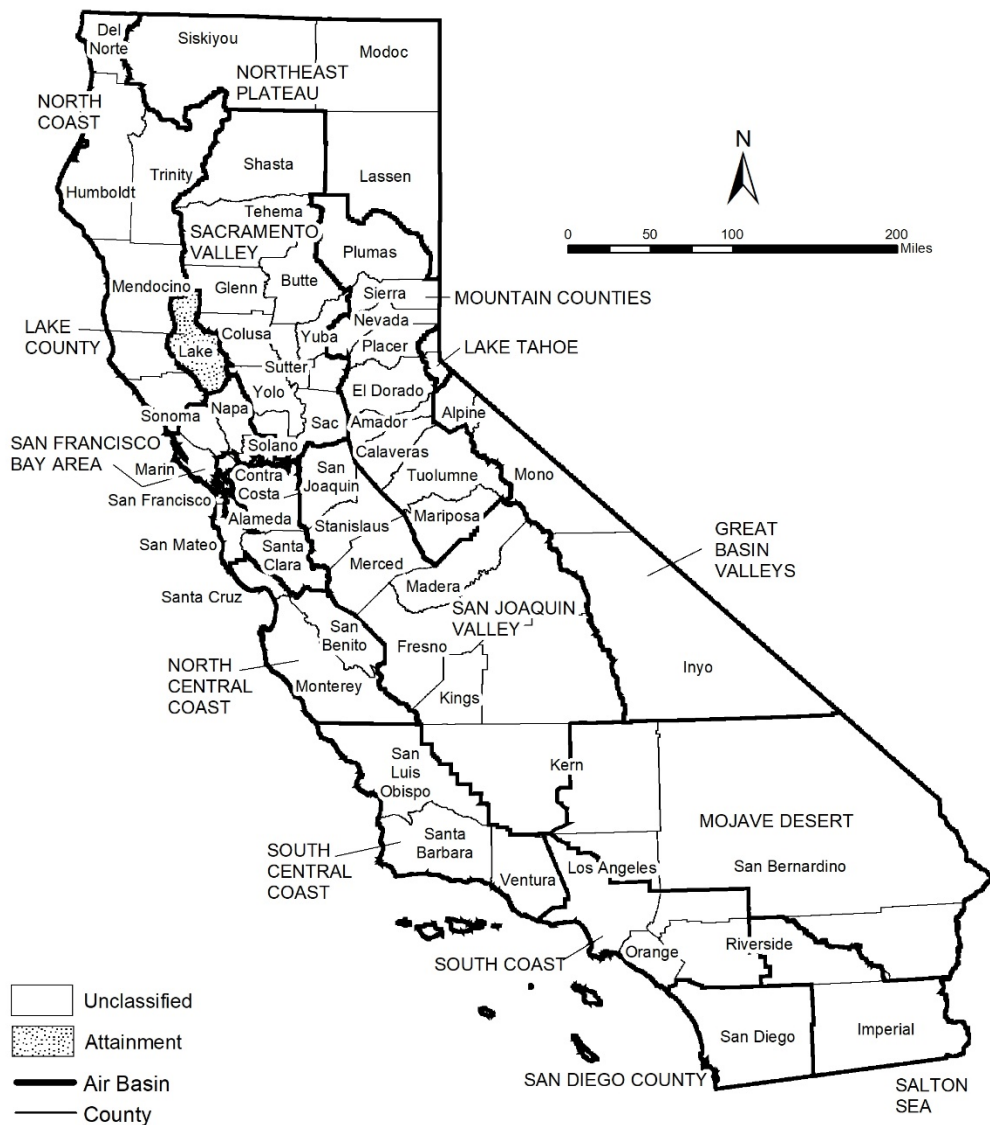 Del
Norte
Siskiyou
Modoc
NORTHEAST
PLATEAU
NORTH
COAST
Shasta
Trinity
Lassen
Humboldt
Tehema
SACRAMENTO
VALLEY
Plumas
Butte
Mendocino
Glenn
Sierra
MOUNTAIN COUNTIES
LAKE
COUNTY
Colusa
Yuba
Nevada
Placer
LAKE TAHOE
Lake
Sutter
Yolo
El Dorado
Napa
Sonoma
Sac
Amador
Alpine
SAN FRANCISCO
BAY AREA
Solano
Calaveras
Marin
Contra
Costa
San
Joaquin
Tuolumne
Mono
San Francisco
Alameda
Stanislaus
Mariposa
San Mateo
Santa
Clara
Merced
GREAT
BASIN
VALLEYS
Santa Cruz
Madera
SAN JOAQUIN
VALLEY
San
Benito
Fresno
NORTH
CENTRAL
COAST
Monterey
Kings
Inyo
San
Luis
Obispo
Kern
MOJAVE DESERT
SOUTH
CENTRAL
COAST
Santa
Barbara
Ventura
Los Angeles
San Bernardino
Orange
Riverside
SOUTH COAST
San Diego
Imperial
SAN DIEGO COUNTY
SALTON
SEA
N
0 50 100 200
Miles
Unclassified
Attainment
Air Basin
County